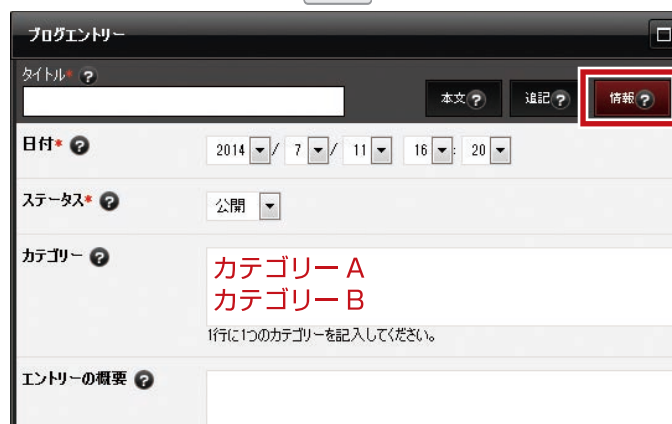 ブログエントリー
タイトル* ?
本文 ? 追記 ? 情報 ?
日付* ? 2014 / 7 / 11 16 : 20
ステータス* ? 公開
カテゴリー ? カテゴリー A
カテゴリー B
1行に1つのカテゴリーを記入してください。
エントリーの概要 ?